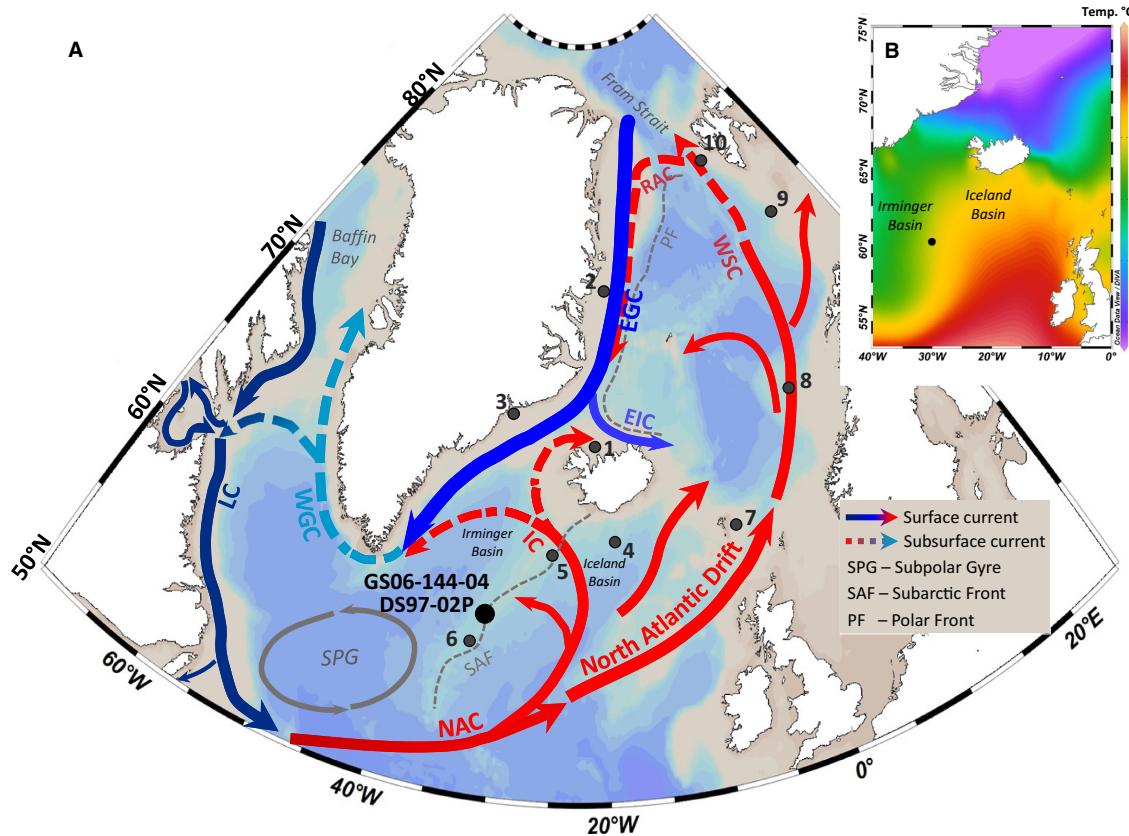 A
80°N
70°N
60°N
50°N
60°W
40°W
20°W
0°
20°E
Fram Strait
Baffin
Bay
RAC
PF
WSC
EGC
EIC
WGC
LC
IC
Irminger
Basin
Iceland
Basin
GS06-144-04
DS97-02P
SPG
SAF
NAC
North Atlantic Drift
1
2
3
4
5
6
7
8
9
10
Surface current
Subsurface current
SPG – Subpolar Gyre
SAF – Subarctic Front
PF – Polar Front
Temp. °C
B
75°N
70°N
65°N
60°N
55°N
40°W
30°W
20°W
10°W
0°
Irminger
Basin
Iceland
Basin
Ocean Data View / DIVA